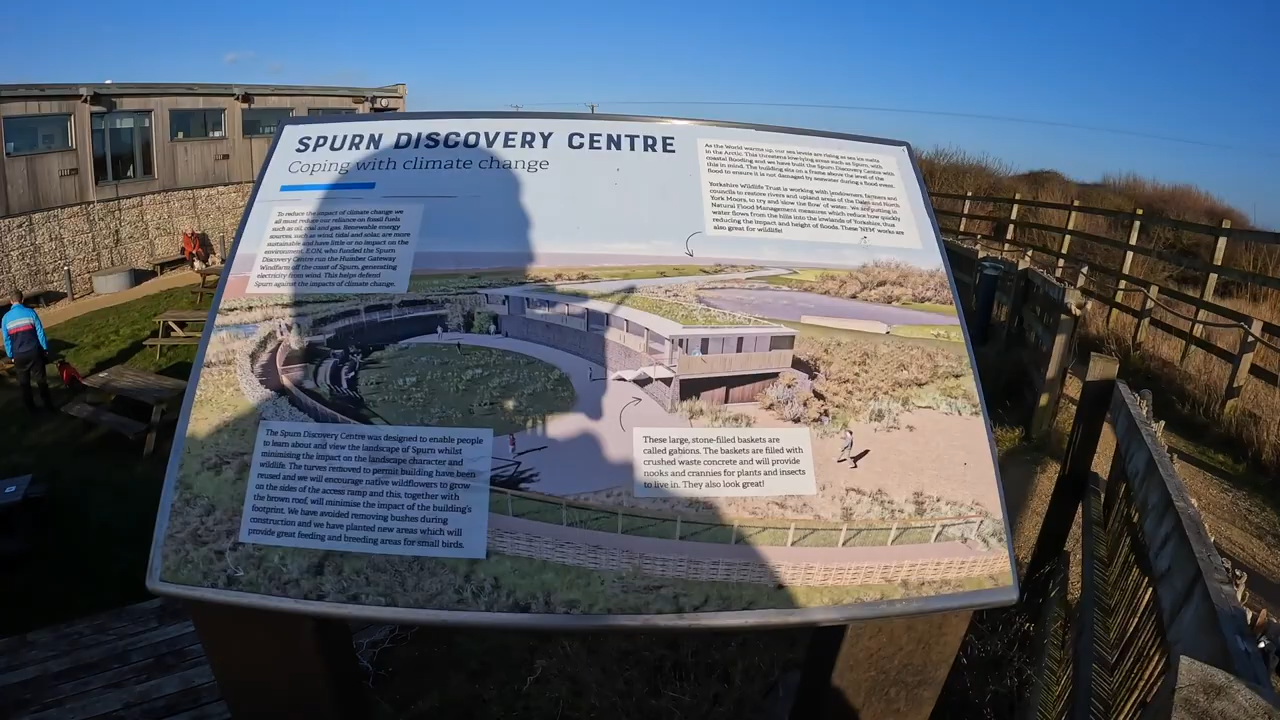 SPURN DISCOVERY CENTRE
Coping with climate change
As the World warms up, our sea levels are rising as sea ice melts
in the Arctic. This threatens low-lying areas such as Spurn, with
coastal flooding and we have built the Spurn Discovery Centre with
this in mind. The building sits on a frame above the level of the
flood to ensure it is not damaged by seawater during a flood event.
Yorkshire Wildlife Trust is working with landowners, farmers and
councils to restore rivers and upland areas of the Dales and North
York Moors, to try and 'slow the flow' of water. We are putting in
Natural Flood Management measures which reduce how quickly
water flows from the hills into the lowlands of Yorkshire, thus
reducing the impact and height of floods. These 'NFM' works are
also great for wildlife!
To reduce the impact of climate change we
all must reduce our reliance on fossil fuels
such as oil, coal and gas. Renewable energy
sources, such as wind, tidal and solar, are more
sustainable and have little or no impact on the
environment. E.ON, who funded the Spurn
Discovery Centre run the Humber Gateway
Windfarm off the coast of Spurn, generating
electricity from wind. This helps defend
Spurn against the impacts of climate change.
The Spurn Discovery Centre was designed to enable people
to learn about and view the landscape of Spurn whilst
minimising the impact on the landscape character and
wildlife. The turves removed to permit building have been
reused and we will encourage native wildflowers to grow
on the sides of the access ramp and this, together with
the brown roof, will minimise the impact of the building's
footprint. We have avoided removing bushes during
construction and we have planted new areas which will
provide great feeding and breeding areas for small birds.
These large, stone-filled baskets are
called gabions. The baskets are filled with
crushed waste concrete and will provide
nooks and crannies for plants and insects
to live in. They also look great!